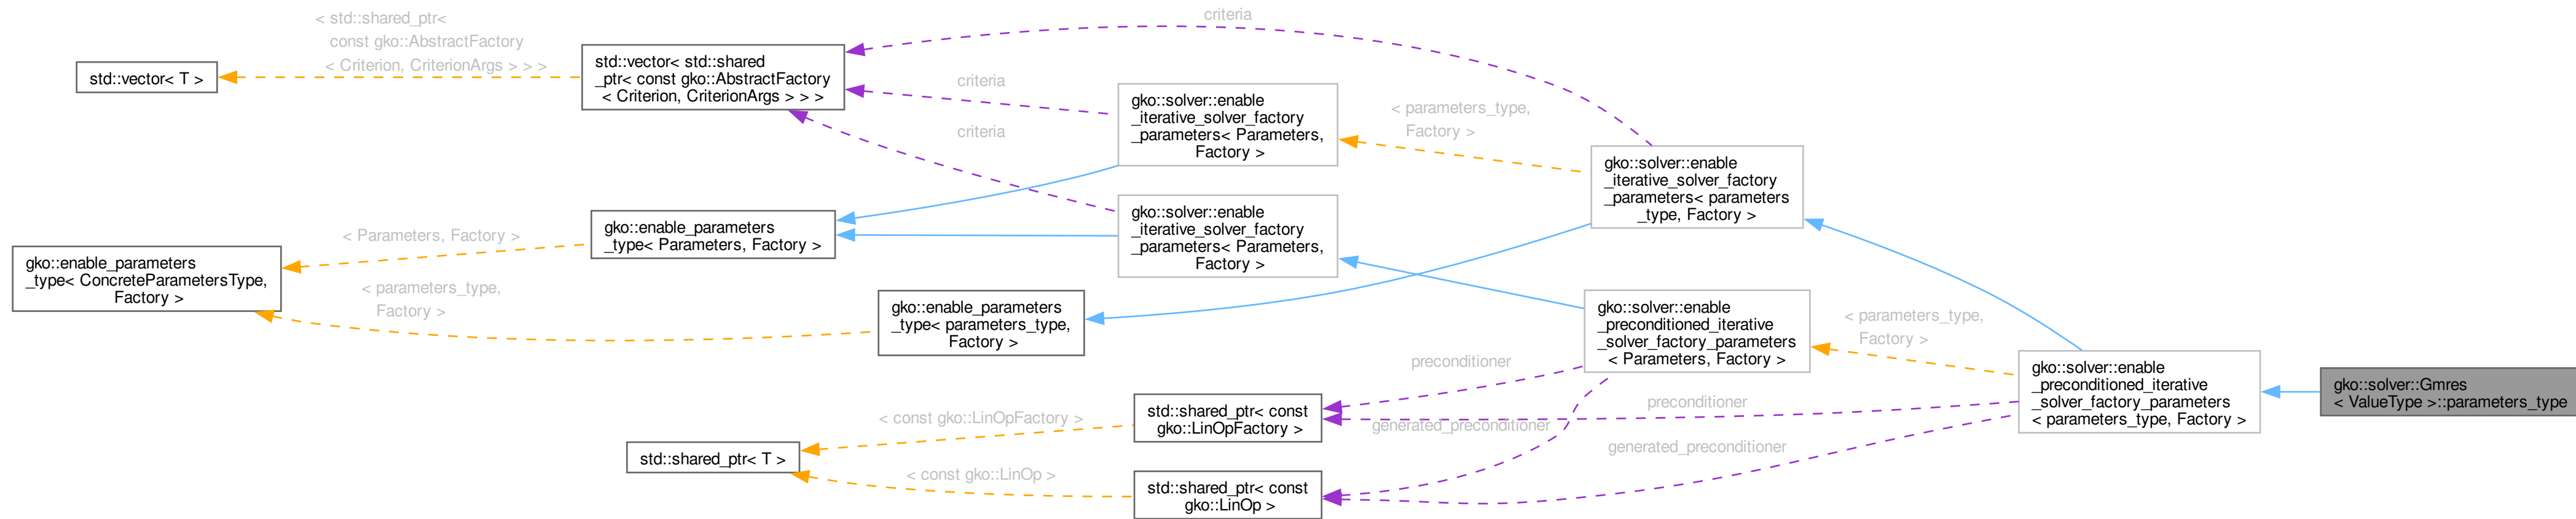 < std::shared_ptr<
const gko::AbstractFactory
< Criterion, CriterionArgs > > >
std::vector< T >
std::vector< std::shared
_ptr< const gko::AbstractFactory
< Criterion, CriterionArgs > > >
criteria
criteria
criteria
gko::solver::enable
_iterative_solver_factory
_parameters< Parameters,
Factory >
< parameters_type,
Factory >
gko::solver::enable
_iterative_solver_factory
_parameters< parameters
_type, Factory >
gko::solver::enable
_iterative_solver_factory
_parameters< Parameters,
Factory >
gko::enable_parameters
_type< Parameters, Factory >
< Parameters, Factory >
gko::enable_parameters
_type< ConcreteParametersType,
Factory >
< parameters_type,
Factory >
gko::enable_parameters
_type< parameters_type,
Factory >
gko::solver::enable
_preconditioned_iterative
_solver_factory_parameters
< Parameters, Factory >
< parameters_type,
Factory >
gko::solver::enable
_preconditioned_iterative
_solver_factory_parameters
< parameters_type, Factory >
gko::solver::Gmres
< ValueType >::parameters_type
preconditioner
preconditioner
generated_preconditioner
generated_preconditioner
std::shared_ptr< const
gko::LinOpFactory >
< const gko::LinOpFactory >
std::shared_ptr< T >
< const gko::LinOp >
std::shared_ptr< const
gko::LinOp >